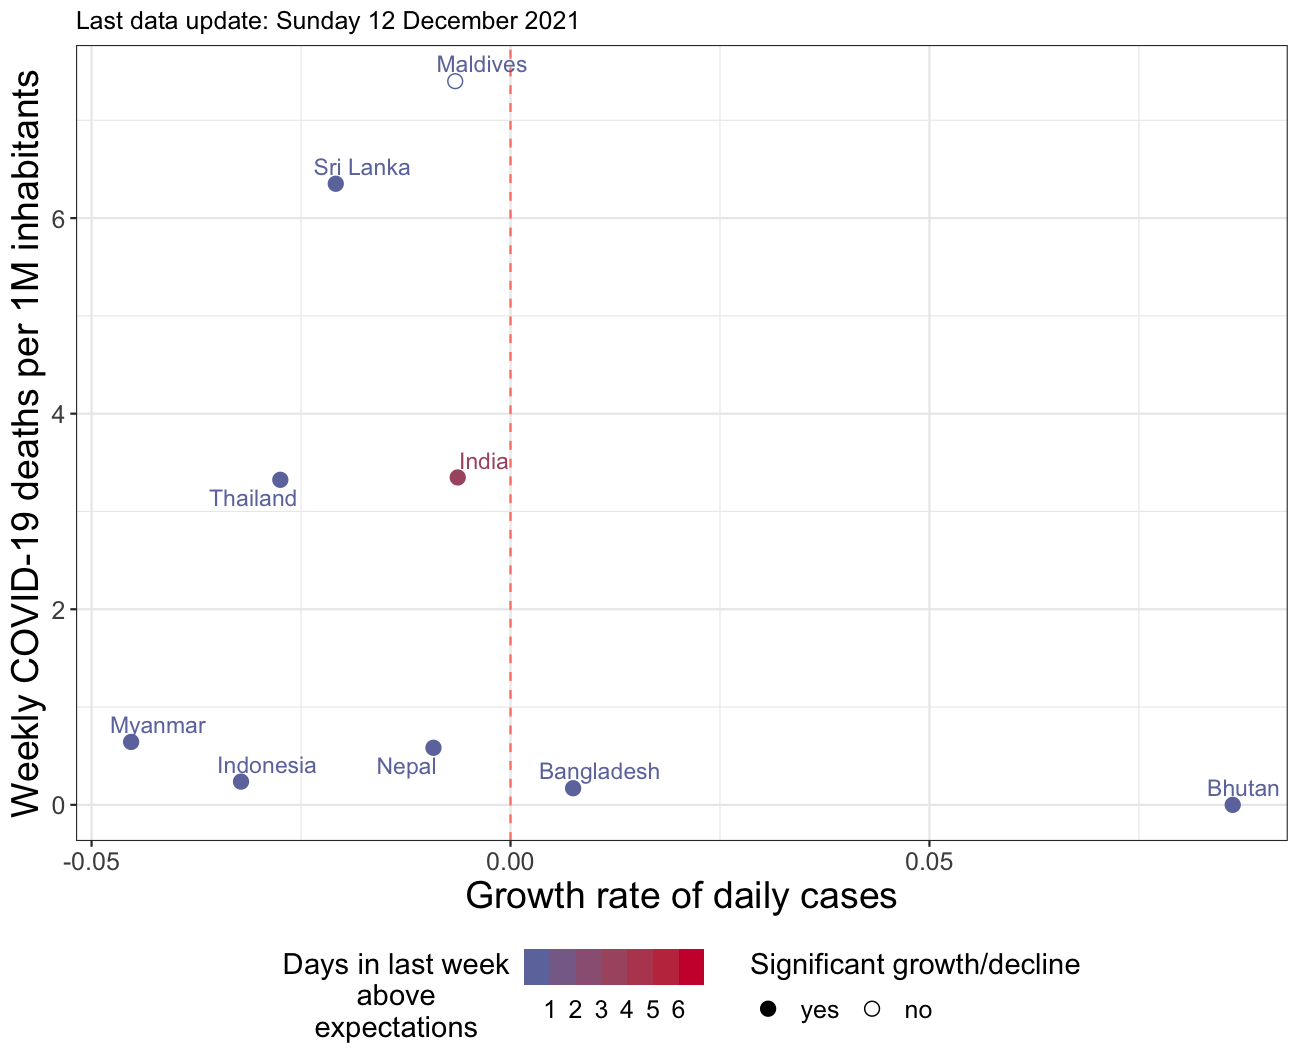 Last data update: Sunday 12 December 2021
Weekly COVID-19 deaths per 1M inhabitants
Maldives
Sri Lanka
6
4
India
Thailand
2
Myanmar
Indonesia
Nepal
Bangladesh
Bhutan
0
-0.05 0.00 0.05
Growth rate of daily cases
Days in last week
above
expectations
1 2 3 4 5 6
Significant growth/decline
yes no